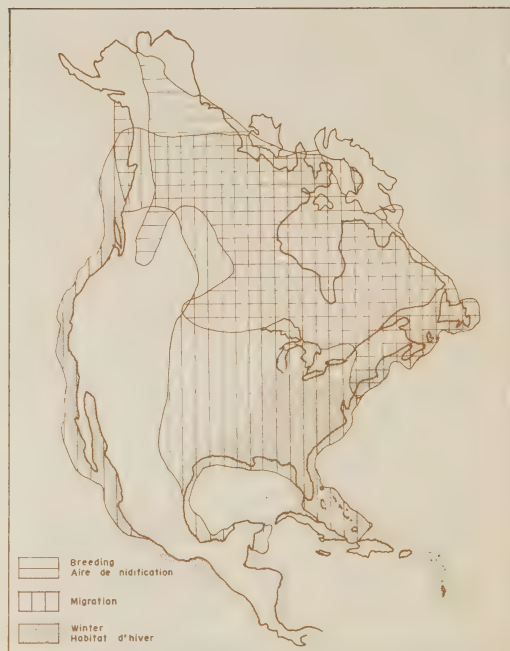 Breeding
Aire de nidification
Migration
Winter
Habitat d'hiver